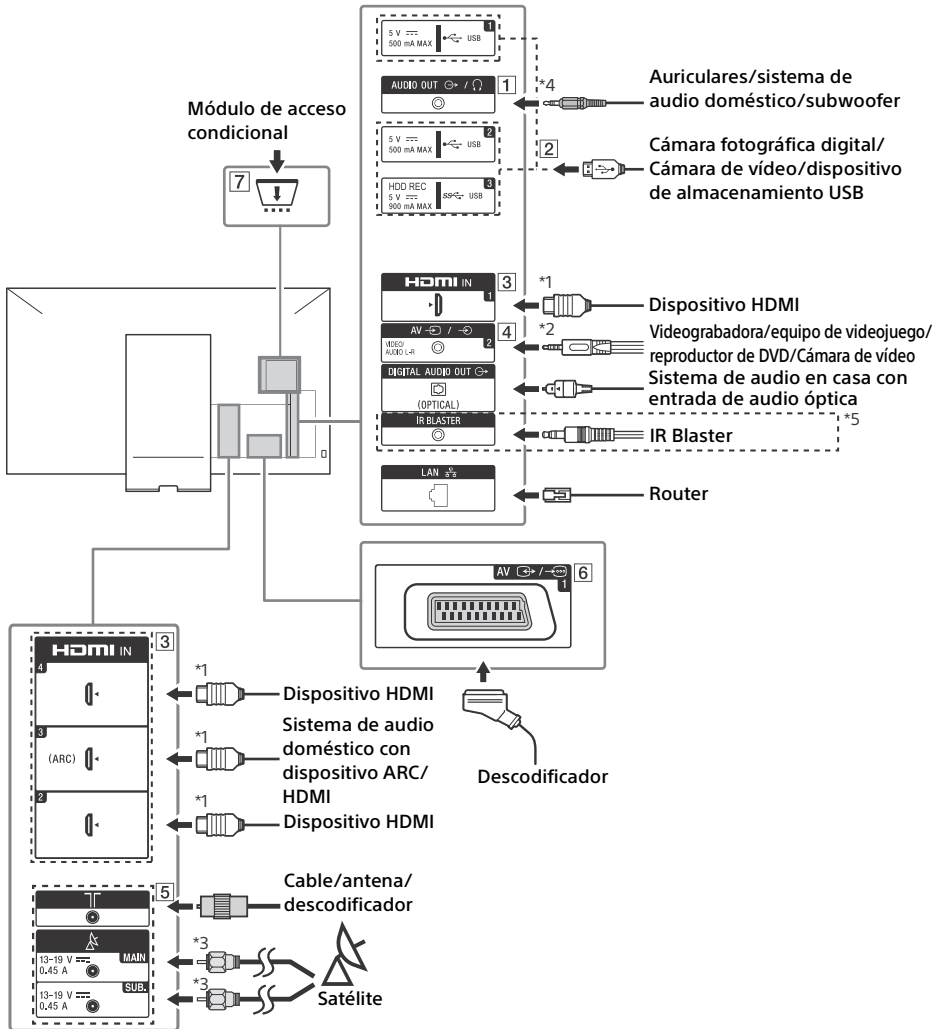 1
5 V
500 mA MAX
USB
AUDIO OUT
/
1
*4
Auriculares/sistema de
audio doméstico/subwoofer
Módulo de acceso
condicional
7
2
5 V
500 mA MAX
USB
2
Cámara fotográfica digital/
Cámara de vídeo/dispositivo
de almacenamiento USB
3
HDD REC
5 V
900 mA MAX
SS
USB
HDMI IN
3
1
*1
Dispositivo HDMI
AV
/
4
2
VIDEO/
AUDIO L-R
*2
Videograbadora/equipo de videojuego/
reproductor de DVD/Cámara de vídeo
DIGITAL AUDIO OUT
(OPTICAL)
Sistema de audio en casa con
entrada de audio óptica
IR BLASTER
IR Blaster
*5
LAN
Router
AV
/
1
6
Descodificador
HDMI IN
3
4
*1
Dispositivo HDMI
3
(ARC)
*1
Sistema de audio
doméstico con
dispositivo ARC/
HDMI
2
*1
Dispositivo HDMI
5
Cable/antena/
descodificador
13-19 V
0.45 A
MAIN
*3
SUB.
13-19 V
0.45 A
*3
Satélite